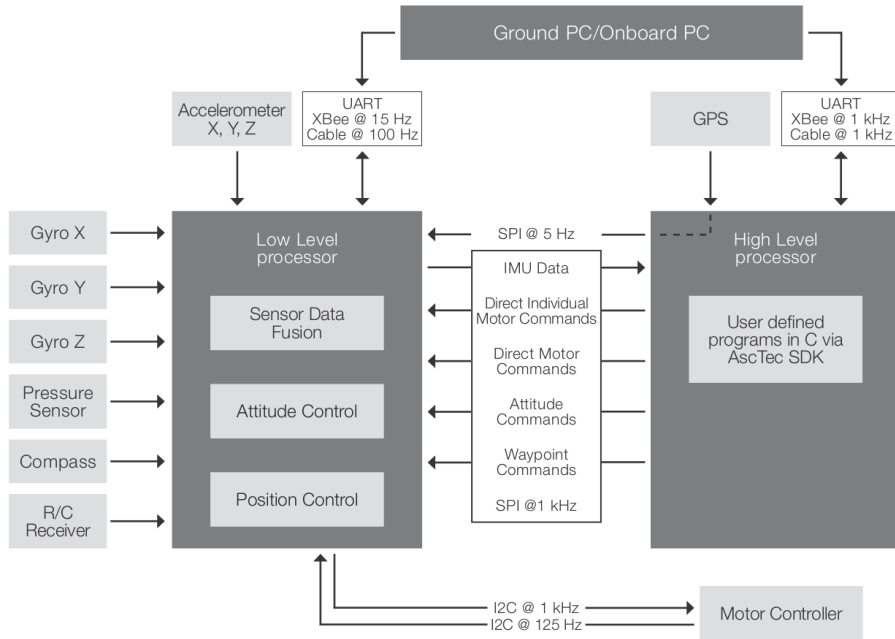 Ground PC/Onboard PC
Accelerometer
X, Y, Z
UART
XBee @ 15 Hz
Cable @ 100 Hz
GPS
UART
XBee @ 1 kHz
Cable @ 1 kHz
Gyro X
Gyro Y
Gyro Z
Pressure
Sensor
Compass
R/C
Receiver
Low Level
processor
Sensor Data
Fusion
Attitude Control
Position Control
SPI @ 5 Hz
IMU Data
Direct Individual
Motor Commands
Direct Motor
Commands
Attitude
Commands
Waypoint
Commands
SPI @1 kHz
High Level
processor
User defined
programs in C via
AscTec SDK
I2C @ 1 kHz
I2C @ 125 Hz
Motor Controller